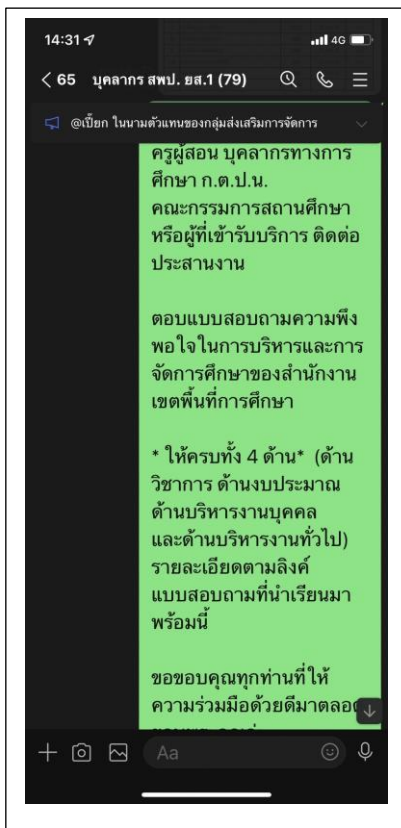 14:31 4G
65 บุคลากร สพป. ยส.1 (79)
@เปี๊ยก ในนามตัวแทนของกลุ่มส่งเสริมการจัดการ
ครูผู้สอน บุคลากรทางการ
ศึกษา ก.ต.ป.น.
คณะกรรมการสถานศึกษา
หรือผู้ที่เข้ารับบริการ ติดต่อ
ประสานงาน
ตอบแบบสอบถามความพึง
พอใจในการบริหารและการ
จัดการศึกษาของสำนักงาน
เขตพื้นที่การศึกษา
* ให้ครบทั้ง 4 ด้าน* (ด้าน
วิชาการ ด้านงบประมาณ
ด้านบริหารงานบุคคล
และด้านบริหารงานทั่วไป)
รายละเอียดตามลิงค์
แบบสอบถามที่นำเรียนมา
พร้อมนี้
ขอขอบคุณทุกท่านที่ให้
ความร่วมมือด้วยดีมาตลอด
Aa